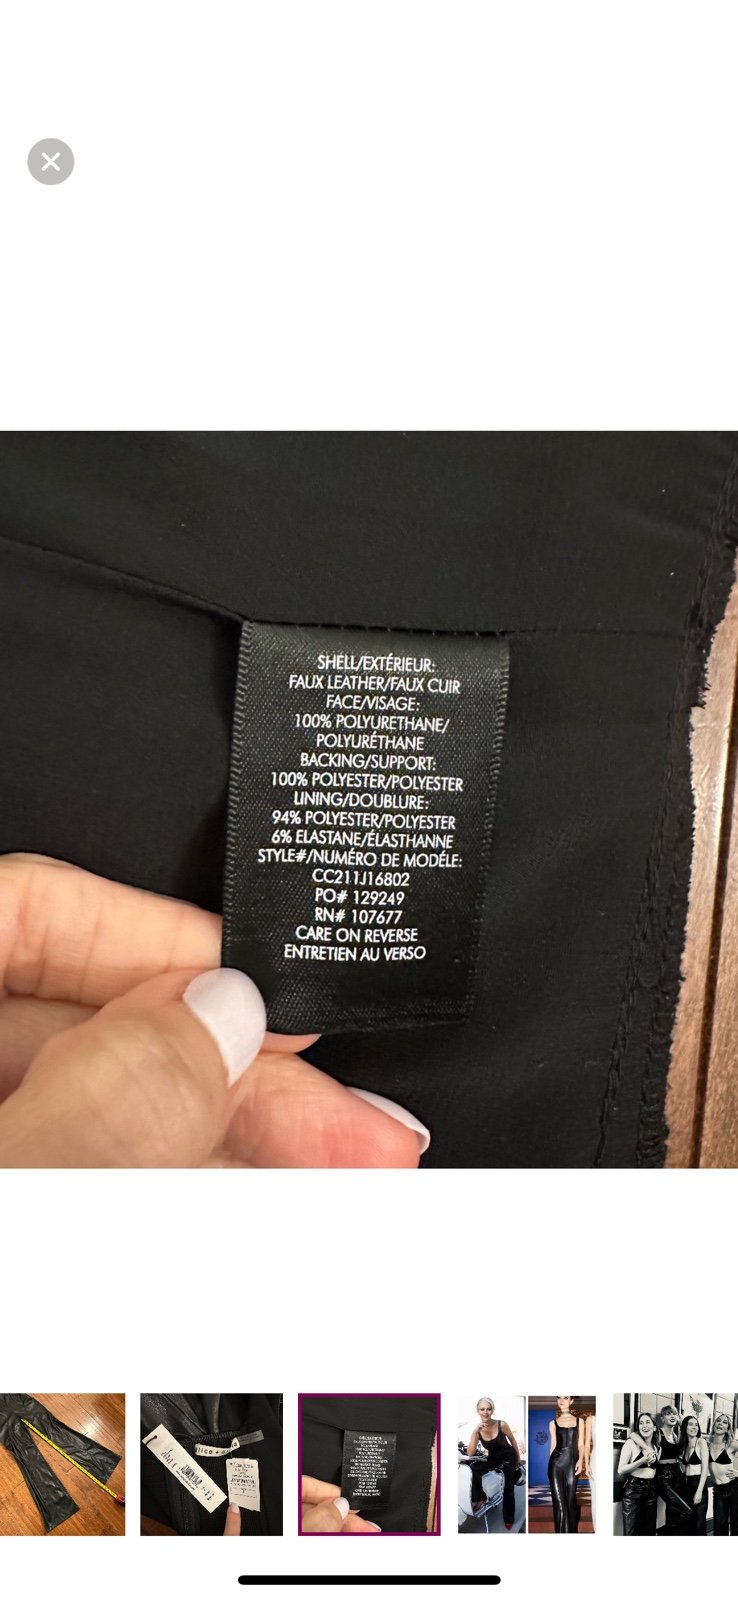 SHELL/EXTÉRIEUR:
FAUX LEATHER/FAUX CUIR
FACE/VISAGE:
100% POLYURETHANE/
POLYURÉTHANE
BACKING/SUPPORT:
100% POLYESTER/POLYESTER
LINING/DOUBLURE:
94% POLYESTER/POLYESTER
6% ELASTANE/ÉLASTHANNE
STYLE#/NUMÉRO DE MODÉLE:
CC211J16802
PO# 129249
RN# 107677
CARE ON REVERSE
ENTRETIEN AU VERSO